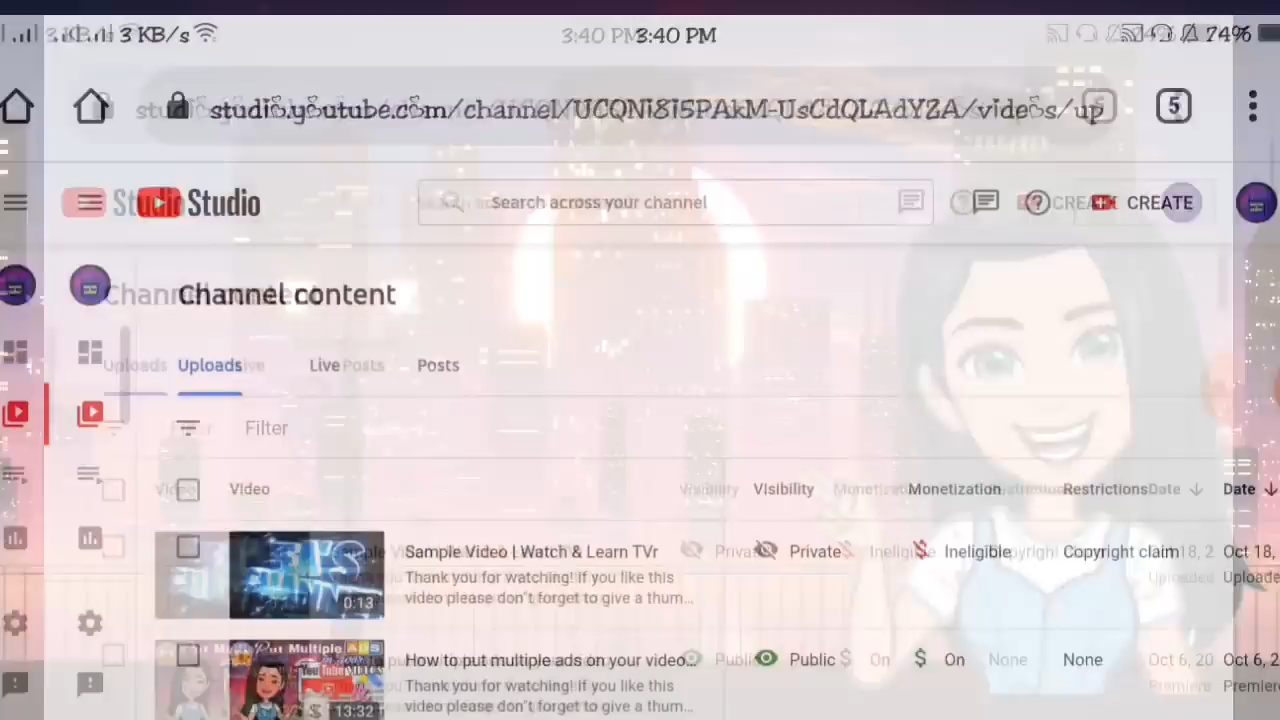 3 KB/s 3:40 PM 74%
studio.youtube.com/channel/UCQNi8i5PAkM-UsCdQLAdYZA/videos/up 5
Studio Search across your channel CREATE
Channel content
Uploads Live Posts
Filter
Video Visibility Monetization Restrictions Date
Sample Video | Watch & Learn TVr Private Ineligible Copyright claim Oct 18,
Thank you for watching! if you like this Uploade
video please don't forget to give a thum...
0:13
How to put multiple ads on your video... Public On None Oct 6, 2
Thank you for watching! if you like this Premiere
video please don't forget to give a thum...
13:32